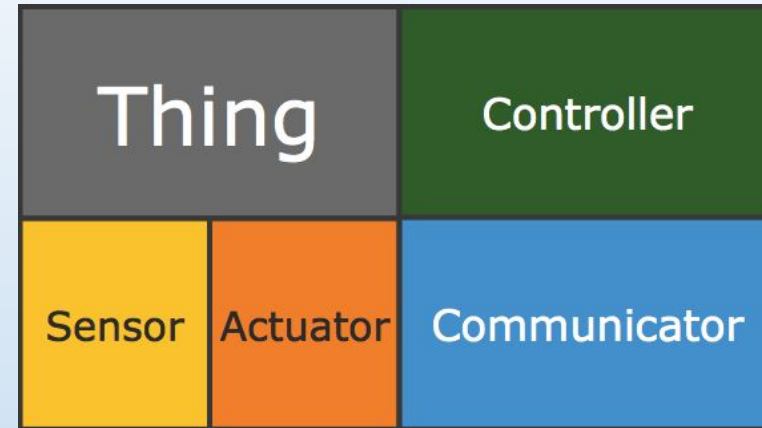 Thing
Controller
Sensor
Actuator
Communicator